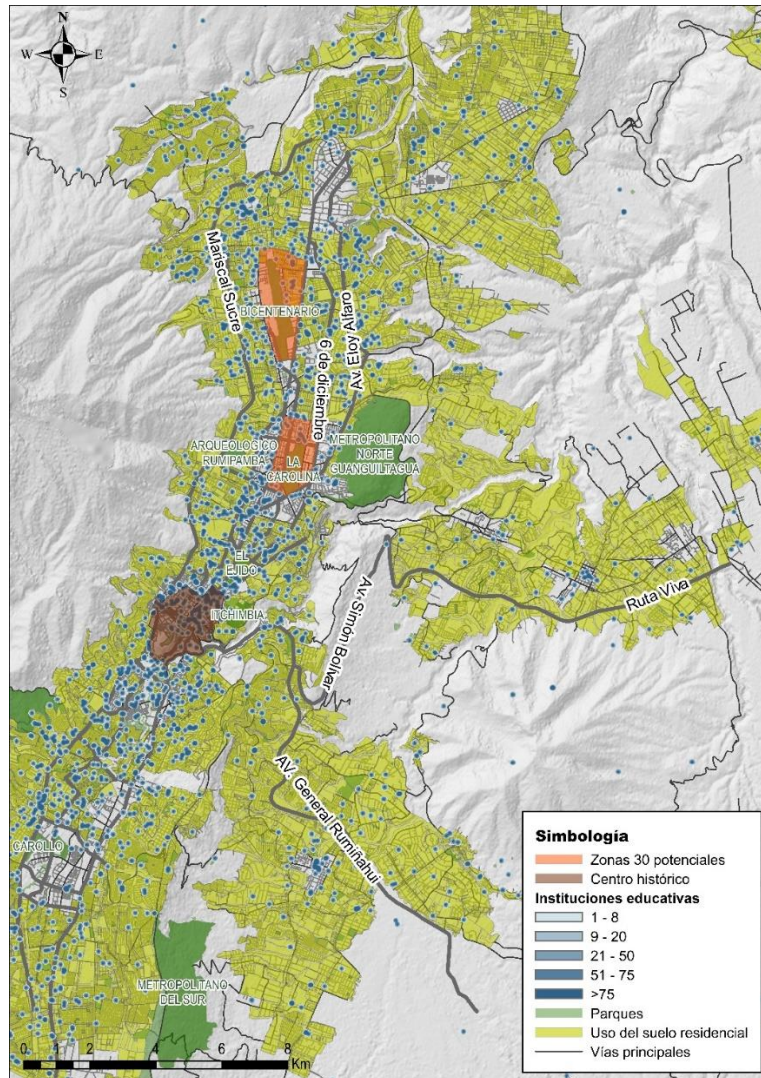 N
W E
S
Mariscal Sucre
BICENTENARIO
6 de diciembre
Av. Eloy Alfaro
ARQUEOLOGICO
RUMIPAMBA
LA
CAROLINA
METROPOLITANO
NORTE
GUANGUILTAGUA
EL
EJIDO
ITCHIMBIA
Av. Simón Bolívar
Ruta Viva
AV. General Rumiñahui
CAROLLO
METROPOLITANO
DEL SUR
Simbología
Zonas 30 potenciales
Centro histórico
Instituciones educativas
1 - 8
9 - 20
21 - 50
51 - 75
>75
Parques
Uso del suelo residencial
Vías principales
0 2 4 6 8
Km